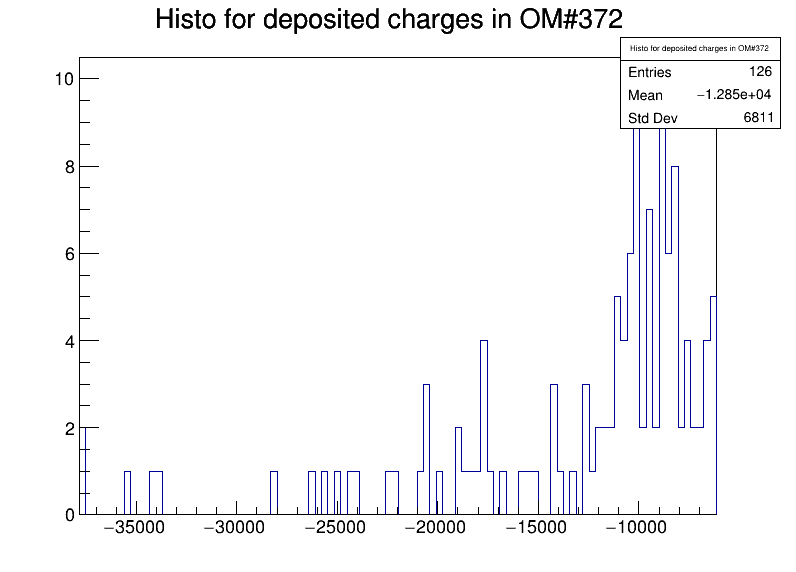 Histo for deposited charges in OM#372
Histo for deposited charges in OM#372
Entries 126
Mean −1.285e+04
Std Dev 6811
10
8
6
4
2
0
−35000 −30000 −25000 −20000 −15000 −10000